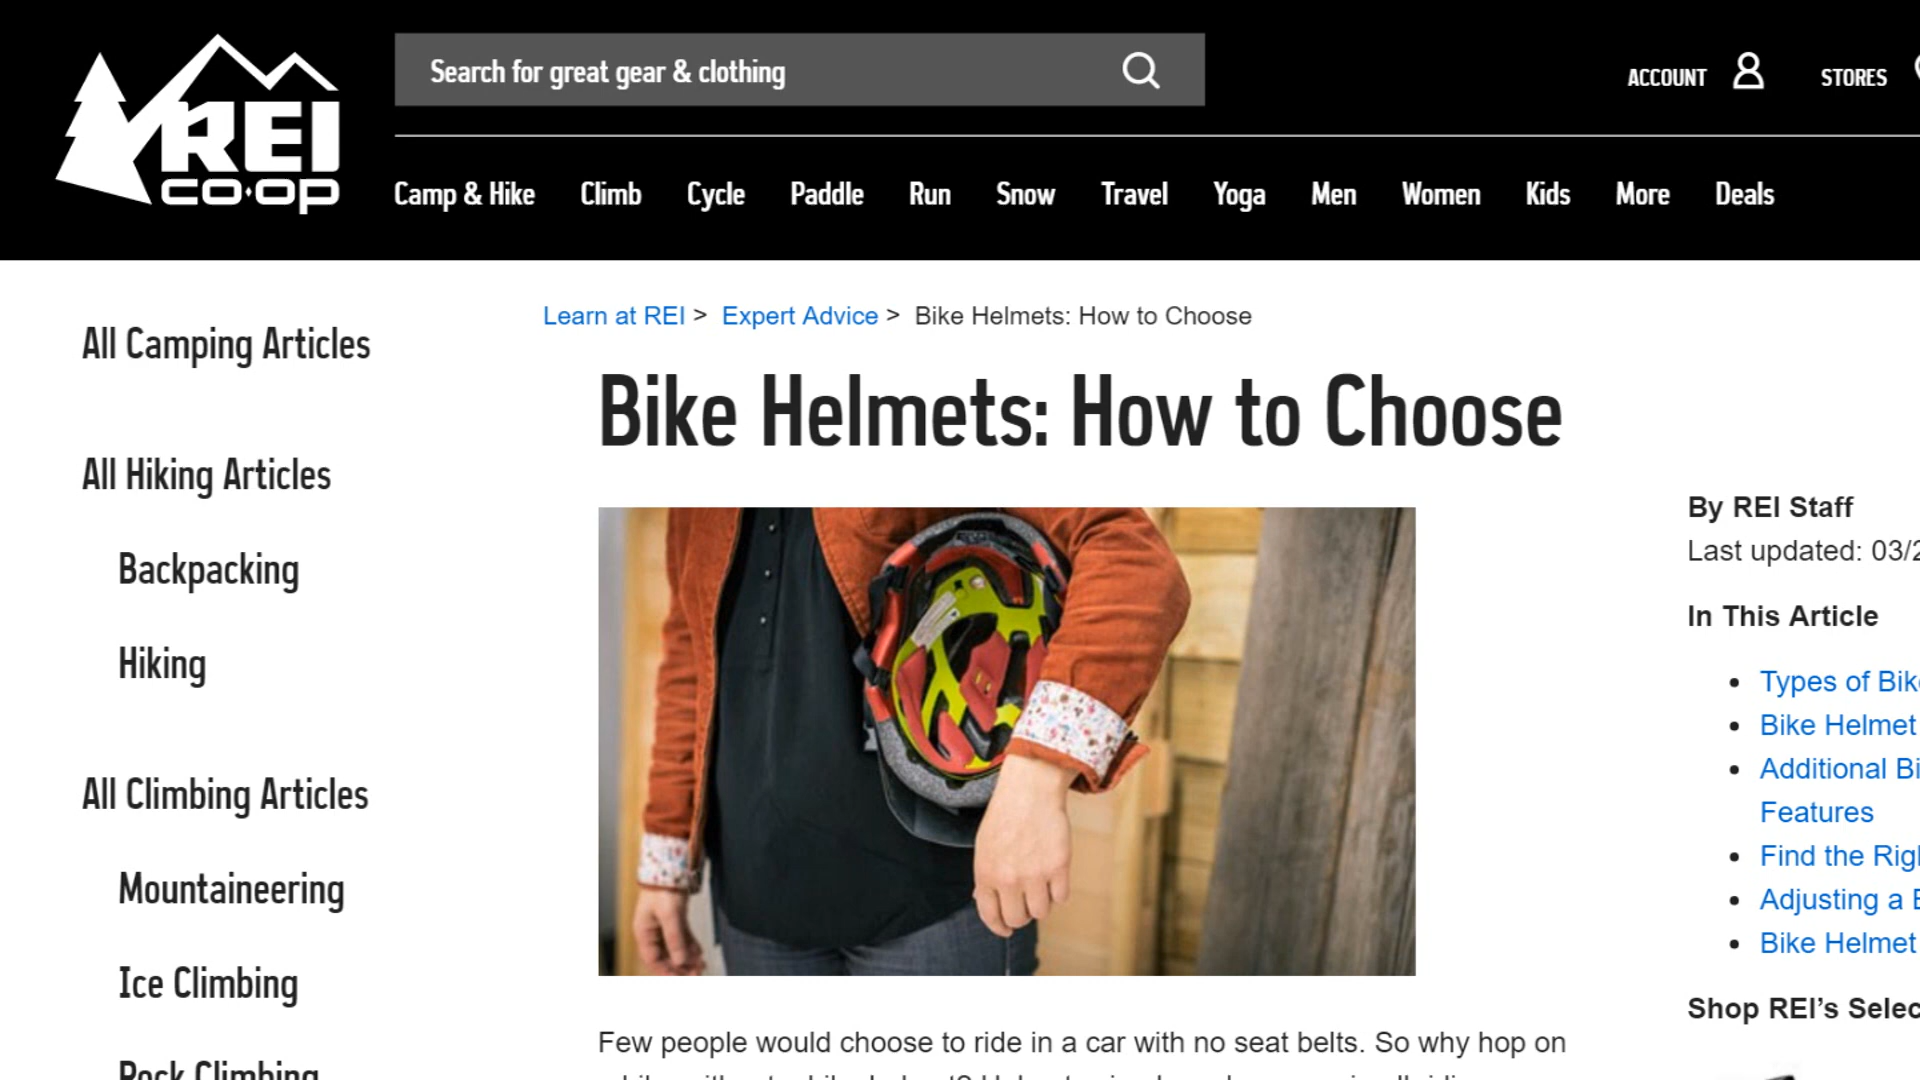 REI
co·op
Search for great gear & clothing
ACCOUNT
STORES
Camp & Hike
Climb
Cycle
Paddle
Run
Snow
Travel
Yoga
Men
Women
Kids
More
Deals
All Camping Articles
All Hiking Articles
Backpacking
Hiking
All Climbing Articles
Mountaineering
Ice Climbing
Rock Climbing
Learn at REI > Expert Advice > Bike Helmets: How to Choose
Bike Helmets: How to Choose
Few people would choose to ride in a car with no seat belts. So why hop on
By REI Staff
Last updated: 03/2
In This Article
Types of Bik
Bike Helmet
Additional Bi
Features
Find the Rig
Adjusting a B
Bike Helmet
Shop REI’s Selec